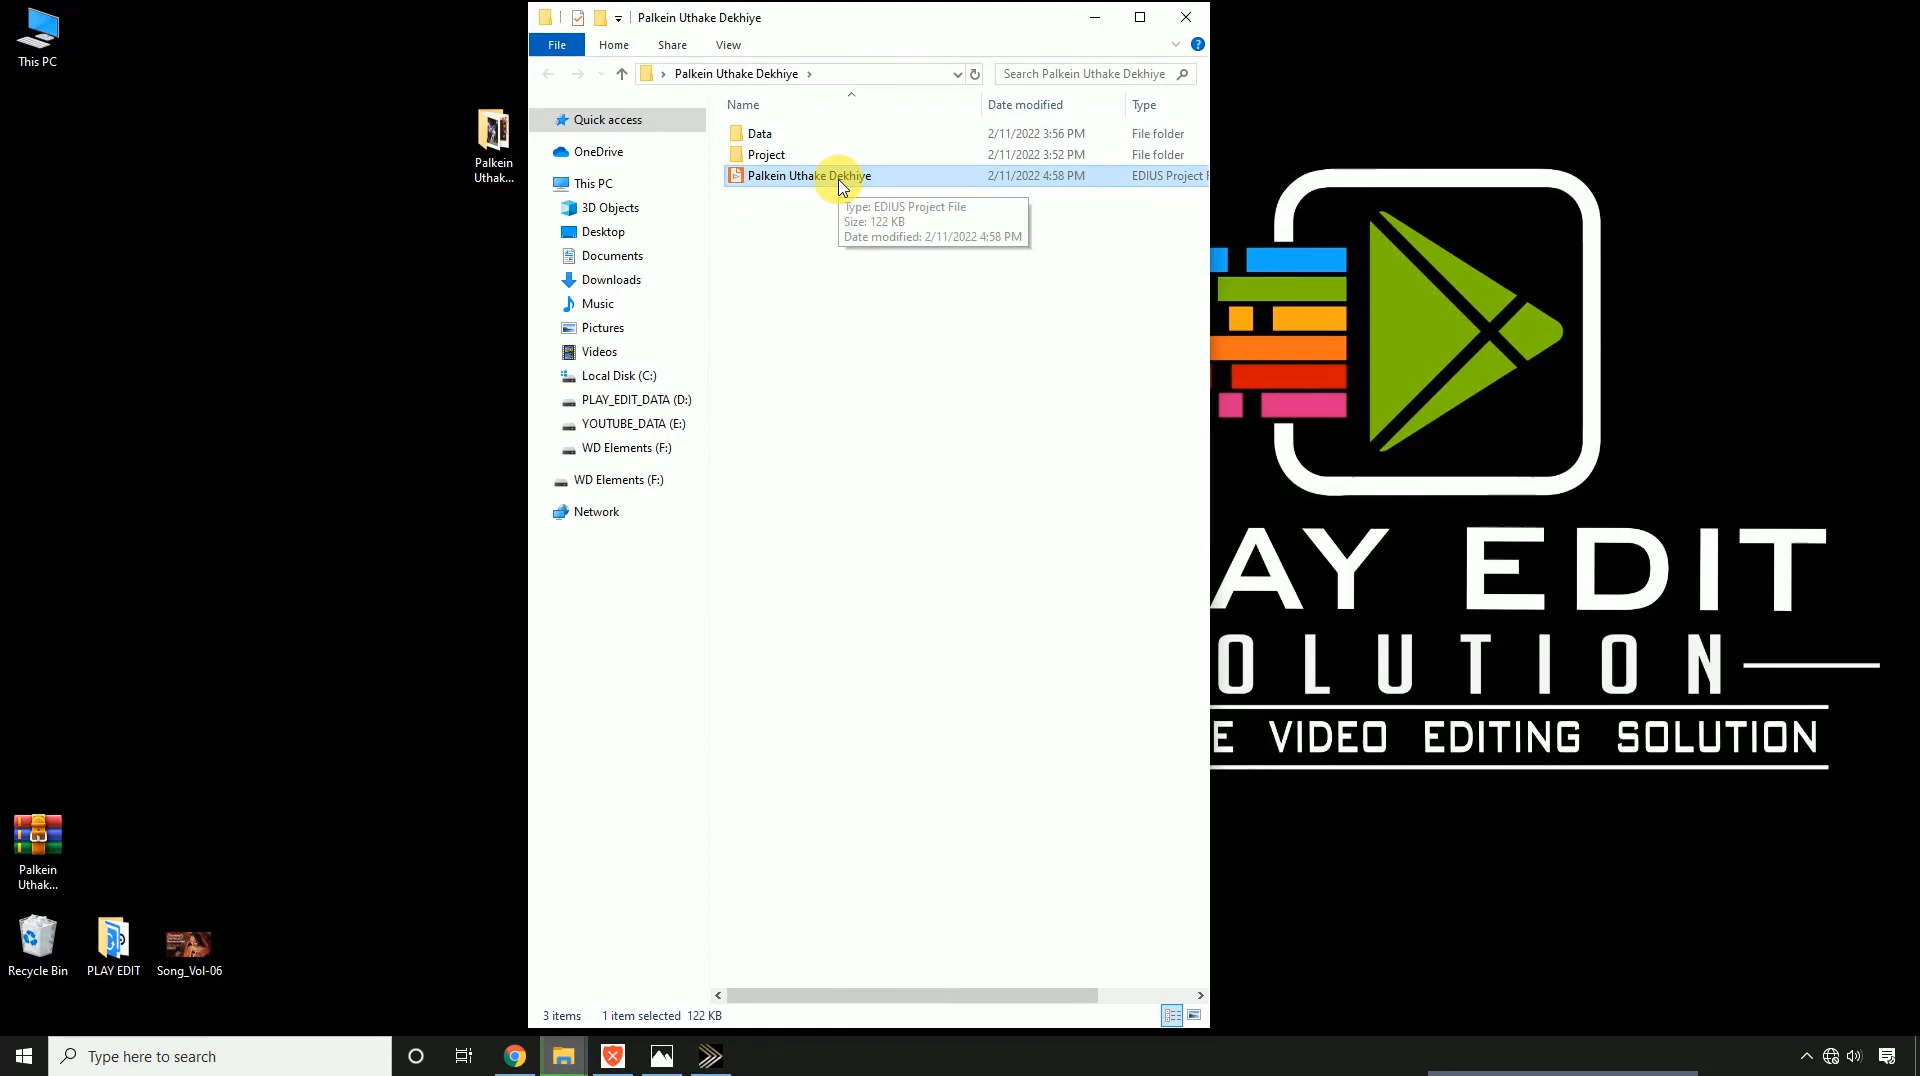 This PC
Palkein
Uthak...
Palkein
Uthak...
Recycle Bin
PLAY EDIT
Song_Vol-06
Palkein Uthake Dekhiye
File
Home
Share
View
Palkein Uthake Dekhiye
Search Palkein Uthake Dekhiye
Quick access
OneDrive
This PC
3D Objects
Desktop
Documents
Downloads
Music
Pictures
Videos
Local Disk (C:)
PLAY_EDIT_DATA (D:)
YOUTUBE_DATA (E:)
WD Elements (F:)
WD Elements (F:)
Network
Name Date modified Type
Data 2/11/2022 3:56 PM File folder
Project 2/11/2022 3:52 PM File folder
Palkein Uthake Dekhiye 2/11/2022 4:58 PM EDIUS Project F
Type: EDIUS Project File
Size: 122 KB
Date modified: 2/11/2022 4:58 PM
3 items 1 item selected 122 KB
AY EDIT
OLUTION
E VIDEO EDITING SOLUTION
Type here to search